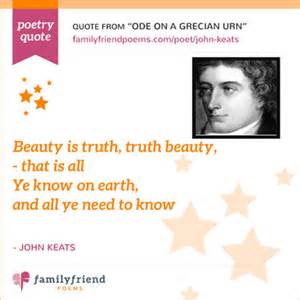 poetry
quote
QUOTE FROM "ODE ON A GRECIAN URN"
familyfriendpoems.com/poet/john-keats
Beauty is truth, truth beauty,
- that is all
Ye know on earth,
and all ye need to know
- JOHN KEATS
familyfriend
POEMS